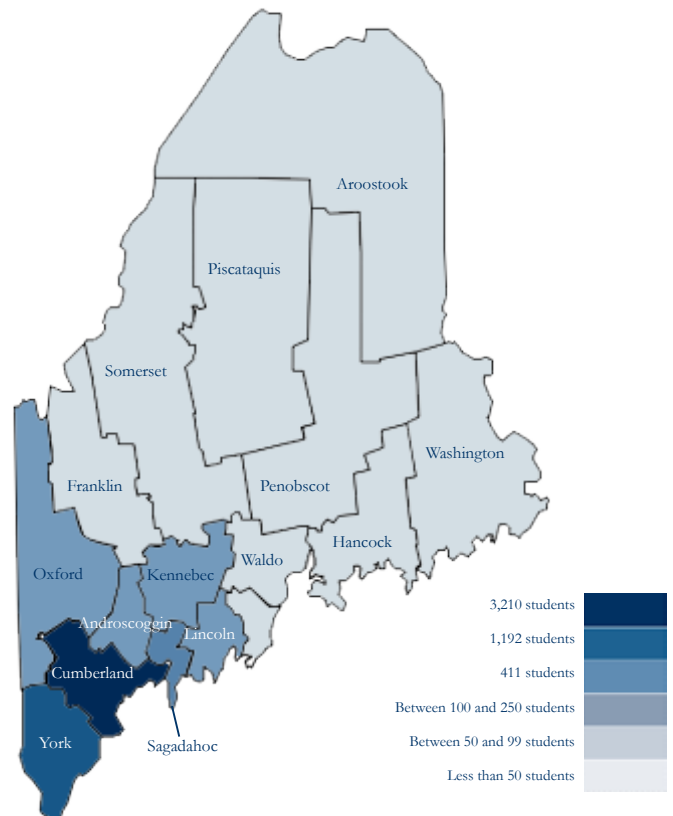 Aroostook
Piscataquis
Somerset
Washington
Franklin
Penobscot
Hancock
Waldo
Oxford
Kennebec
Androscoggin
Lincoln
Cumberland
York
Sagadahoc
3,210 students
1,192 students
411 students
Between 100 and 250 students
Between 50 and 99 students
Less than 50 students